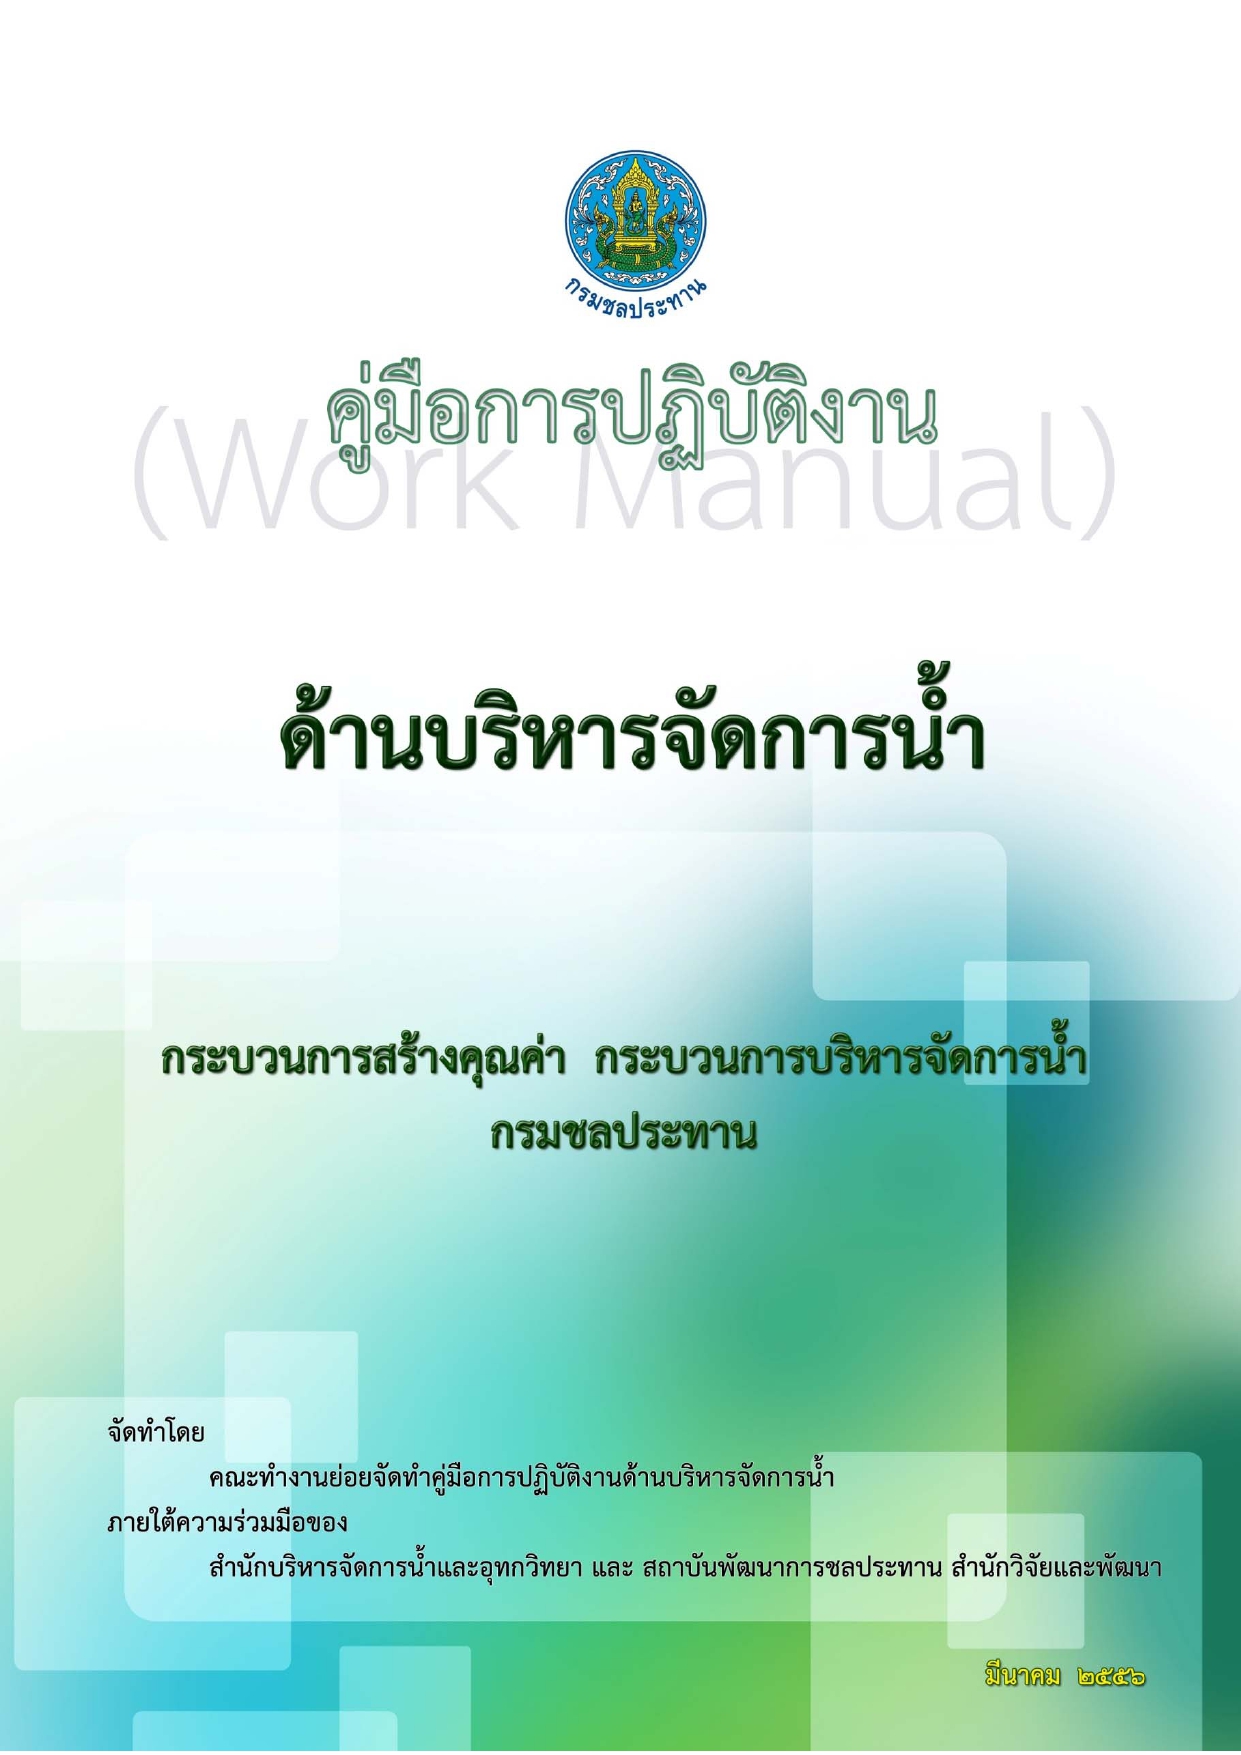 กรมชลประทาน
คู่มือการปฏิบัติงาน
(Work Manual)
ด้านบริหารจัดการน้ำ
กระบวนการสร้างคุณค่า กระบวนการบริหารจัดการน้ำ
กรมชลประทาน
จัดทำโดย
คณะทำงานย่อยจัดทำคู่มือการปฏิบัติงานด้านบริหารจัดการน้ำ
ภายใต้ความร่วมมือของ
สำนักบริหารจัดการน้ำและอุทกวิทยา และ สถาบันพัฒนาการชลประทาน สำนักวิจัยและพัฒนา
มีนาคม ๒๕๕๖